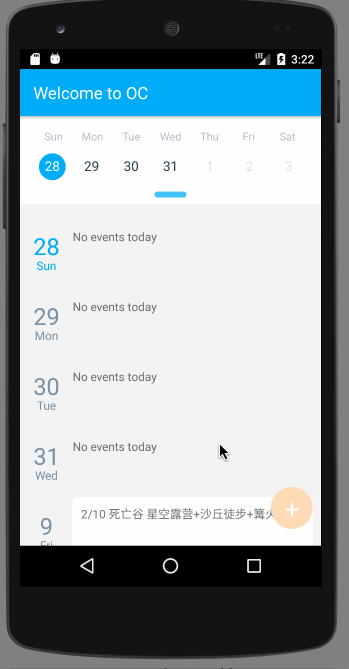 LTE 3:22
Welcome to OC
Sun Mon Tue Wed Thu Fri Sat
28 29 30 31 1 2 3
28 No events today
Sun
29 No events today
Mon
30 No events today
Tue
31 No events today
Wed
2/10 死亡谷 星空露营+沙丘徒步+篝火
9
Fri
+